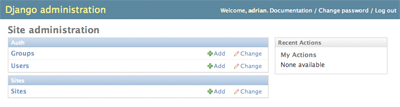 Django administration
Welcome, adrian. Documentation / Change password / Log out
Site administration
Auth
Groups Add Change
Users Add Change
Sites
Sites Add Change
Recent Actions
My Actions
None available